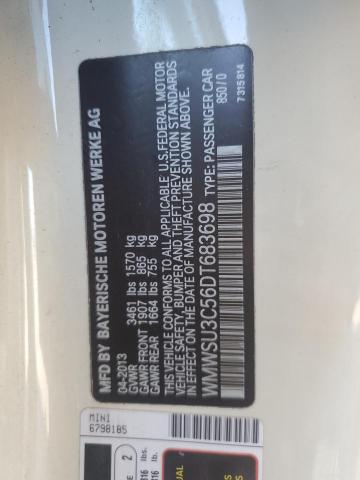 MFD BY BAYERISCHE MOTOREN WERKE AG
04-2013
GVWR 3461 lbs 1570 kg
GAWR FRONT 1907 lbs 865 kg
GAWR REAR 1664 lbs 755 kg
THIS VEHICLE CONFORMS TO ALL APPLICABLE U.S.FEDERAL MOTOR
VEHICLE SAFETY, BUMPER AND THEFT PREVENTION STANDARDS
IN EFFECT ON THE DATE OF MANUFACTURE SHOWN ABOVE.
WMWSU3C56DT683698 TYPE: PASSENGER CAR
850/0
7315814
MINI
6798185
2
lbs.
lbs.